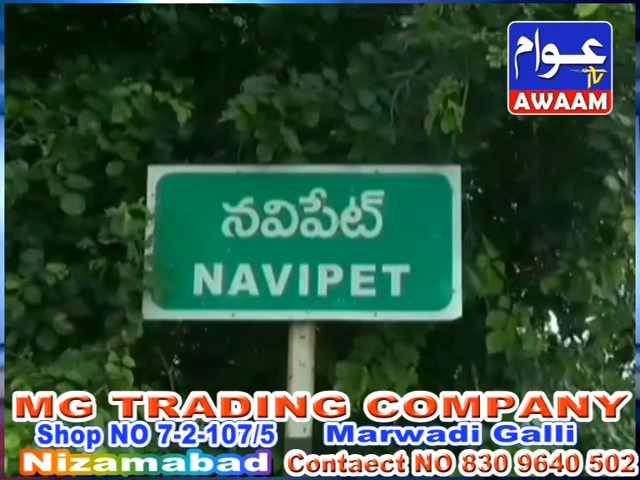 عوام
TV
AWAAM
నవిపేట్
NAVIPET
MG TRADING COMPANY
Shop NO 7-2-107/5 Marwadi Galli
Nizamabad Contaect NO 830 9640 502